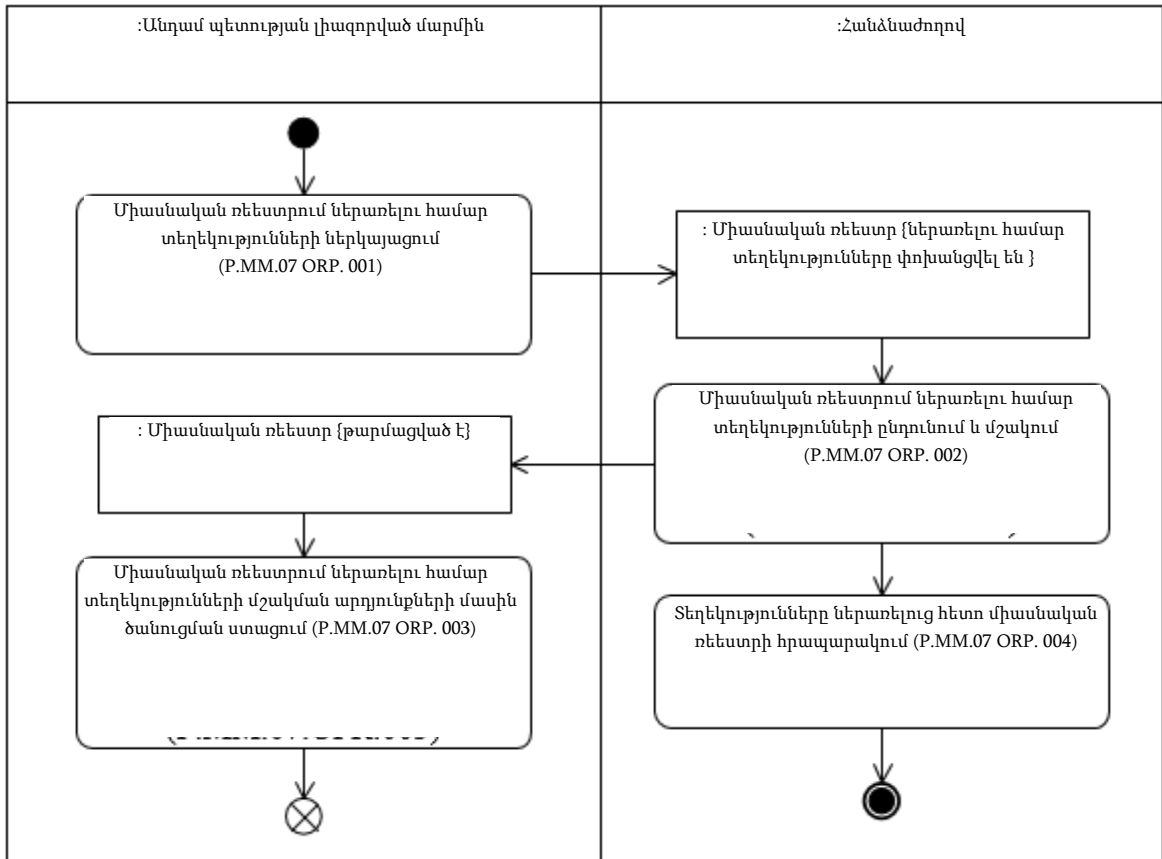 :Անդամ պետության լիազորված մարմին
:Հանձնաժողով
Միասնական ռեեստրում ներառելու համար
տեղեկությունների ներկայացում
(P.MM.07 ORP. 001)
: Միասնական ռեեստր {ներառելու համար
տեղեկությունները փոխանցվել են }
Միասնական ռեեստրում ներառելու համար
տեղեկությունների ընդունում և մշակում
(P.MM.07 ORP. 002)
: Միասնական ռեեստր {թարմացված է}
Միասնական ռեեստրում ներառելու համար
տեղեկությունների մշակման արդյունքների մասին
ծանուցման ստացում (P.MM.07 ORP. 003)
Տեղեկությունները ներառելուց հետո միասնական
ռեեստրի հրապարակում (P.MM.07 ORP. 004)